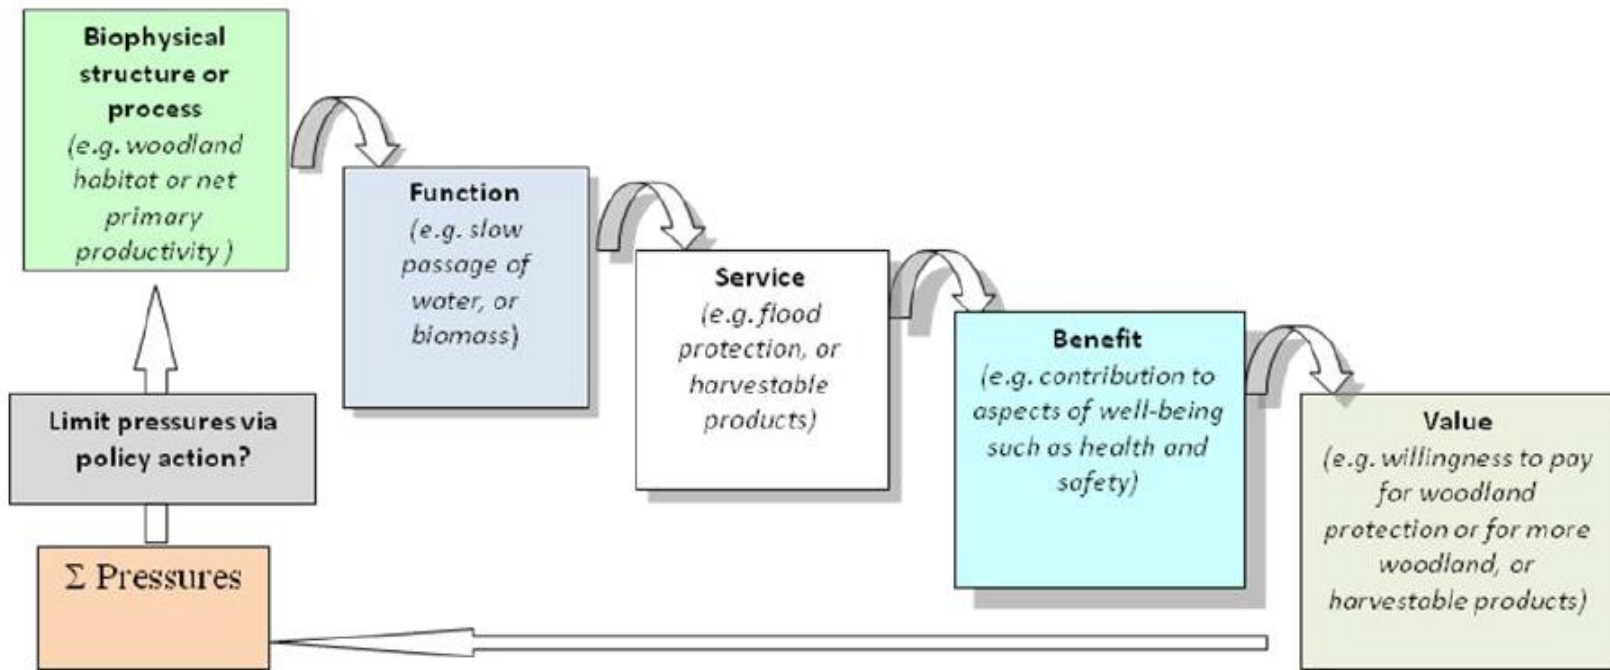 Biophysical
structure or
process
(e.g. woodland
habitat or net
primary
productivity )
Function
(e.g. slow
passage of
water, or
biomass)
Service
(e.g. flood
protection, or
harvestable
products)
Benefit
(e.g. contribution to
aspects of well-being
such as health and
safety)
Value
(e.g. willingness to pay
for woodland
protection or for more
woodland, or
harvestable products)
Limit pressures via
policy action?
Σ Pressures